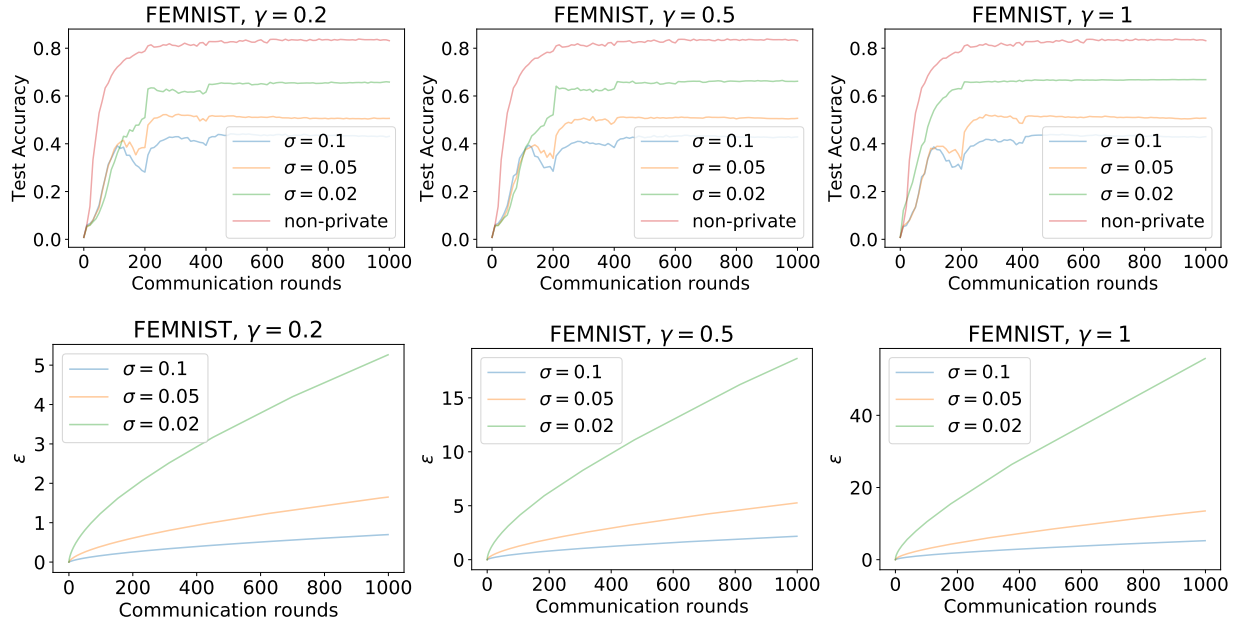 FEMNIST, γ = 0.2
Test Accuracy
0.8
0.6
0.4
0.2
0.0
σ = 0.1
σ = 0.05
σ = 0.02
non-private
0 200 400 600 800 1000
Communication rounds
FEMNIST, γ = 0.5
Test Accuracy
0.8
0.6
0.4
0.2
0.0
σ = 0.1
σ = 0.05
σ = 0.02
non-private
0 200 400 600 800 1000
Communication rounds
FEMNIST, γ = 1
Test Accuracy
0.8
0.6
0.4
0.2
0.0
σ = 0.1
σ = 0.05
σ = 0.02
non-private
0 200 400 600 800 1000
Communication rounds
FEMNIST, γ = 0.2
ε
5
4
3
2
1
0
σ = 0.1
σ = 0.05
σ = 0.02
0 200 400 600 800 1000
Communication rounds
FEMNIST, γ = 0.5
ε
15
10
5
0
σ = 0.1
σ = 0.05
σ = 0.02
0 200 400 600 800 1000
Communication rounds
FEMNIST, γ = 1
ε
40
20
0
σ = 0.1
σ = 0.05
σ = 0.02
0 200 400 600 800 1000
Communication rounds